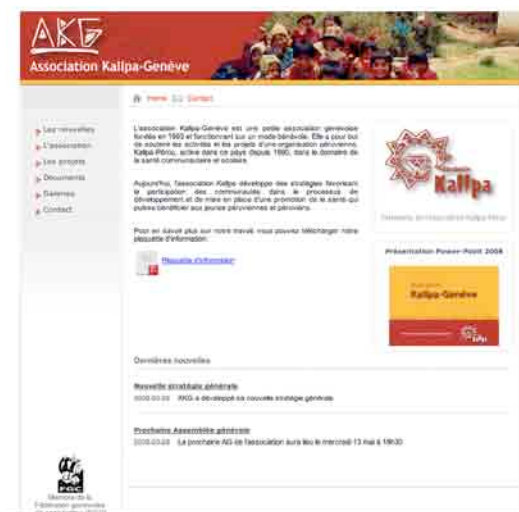 AKG
Association Kallpa-Genève
Home Contact
Les nouvelles
L'association
Les projets
Documents
Galeries
Contact
L'association Kallpa-Genève est une petite association genevoise
fondée en 1993 et fonctionnant sur un mode bénévole. Elle a pour but
de soutenir les activités et les projets d'une organisation péruvienne,
Kallpa-Pérou, active dans ce pays depuis 1990, dans le domaine de
la santé communautaire et scolaire.
Aujourd'hui, l'association Kallpa développe des stratégies favorisant
la participation des communautés dans le processus de
développement et de mise en place d'une promotion de la santé qui
puisse bénéficier aux jeunes péruviennes et péruviens.
Pour en savoir plus sur notre travail vous pouvez télécharger notre
plaquette d'information:
Plaquette d'information
Kallpa
Présentation Power-Point 2008
Kallpa-Genève
Dernières nouvelles
Nouvelle stratégie générale
AKG a développé sa nouvelle stratégie générale
Prochaine Assemblée générale
La prochaine AG de l'association aura lieu le mercredi 13 mai à 18h30
FGC
Membre de la
Fédération genevoise